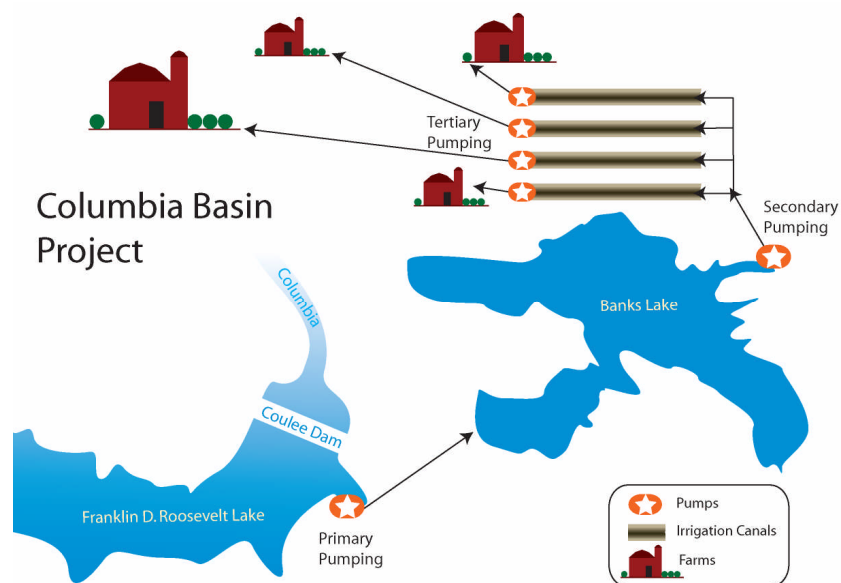 Tertiary
Pumping
Columbia Basin
Project
Secondary
Pumping
Columbia
Banks Lake
Coulee Dam
Franklin D. Roosevelt Lake
Primary
Pumping
Pumps
Irrigation Canals
Farms